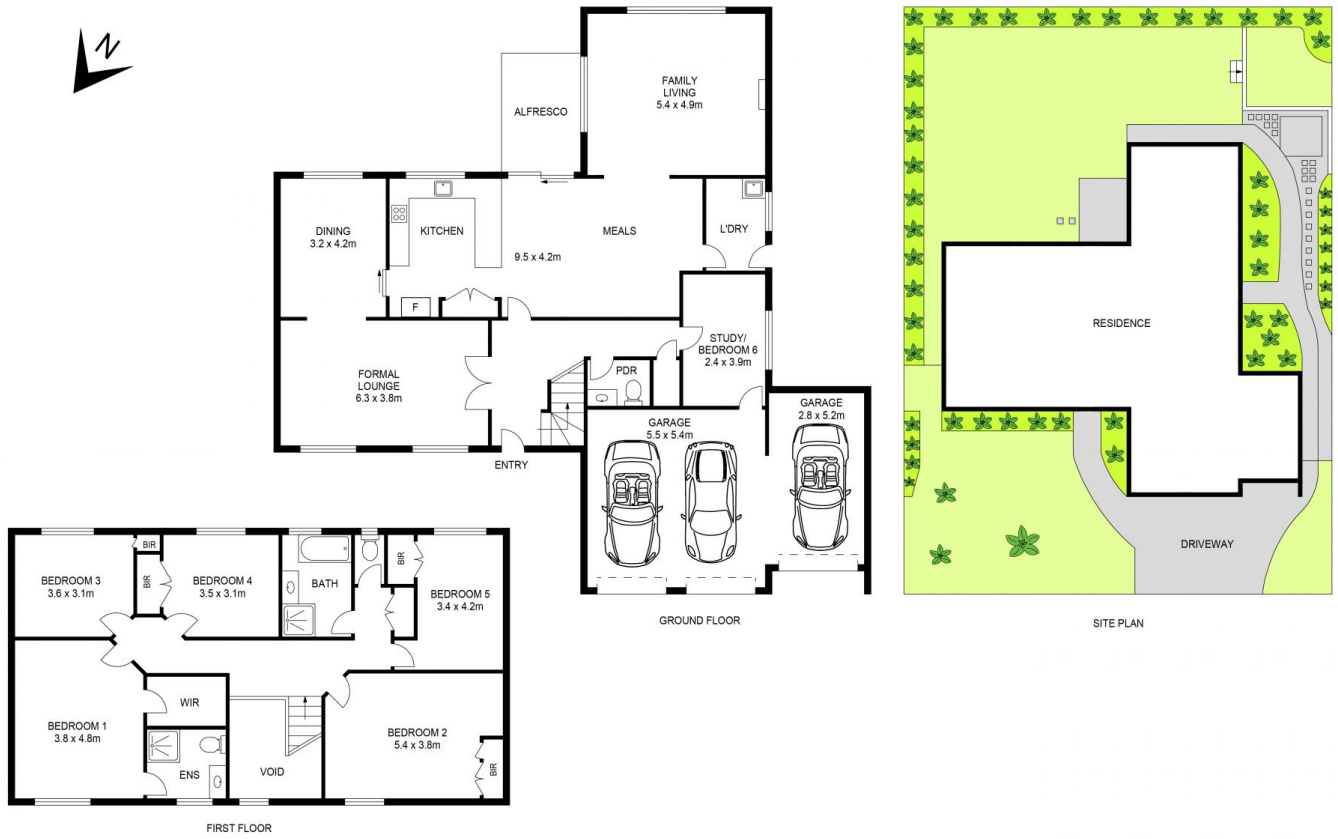 N
FAMILY
LIVING
5.4 x 4.9m
ALFRESCO
DINING
3.2 x 4.2m
KITCHEN
MEALS
9.5 x 4.2m
L'DRY
F
STUDY/
BEDROOM 6
2.4 x 3.9m
FORMAL
LOUNGE
6.3 x 3.8m
PDR
GARAGE
5.5 x 5.4m
GARAGE
2.8 x 5.2m
ENTRY
GROUND FLOOR
BEDROOM 3
3.6 x 3.1m
BIR
BIR
BEDROOM 4
3.5 x 3.1m
BATH
BIR
BEDROOM 5
3.4 x 4.2m
BEDROOM 1
3.8 x 4.8m
WIR
ENS
VOID
BEDROOM 2
5.4 x 3.8m
BIR
FIRST FLOOR
RESIDENCE
DRIVEWAY
SITE PLAN